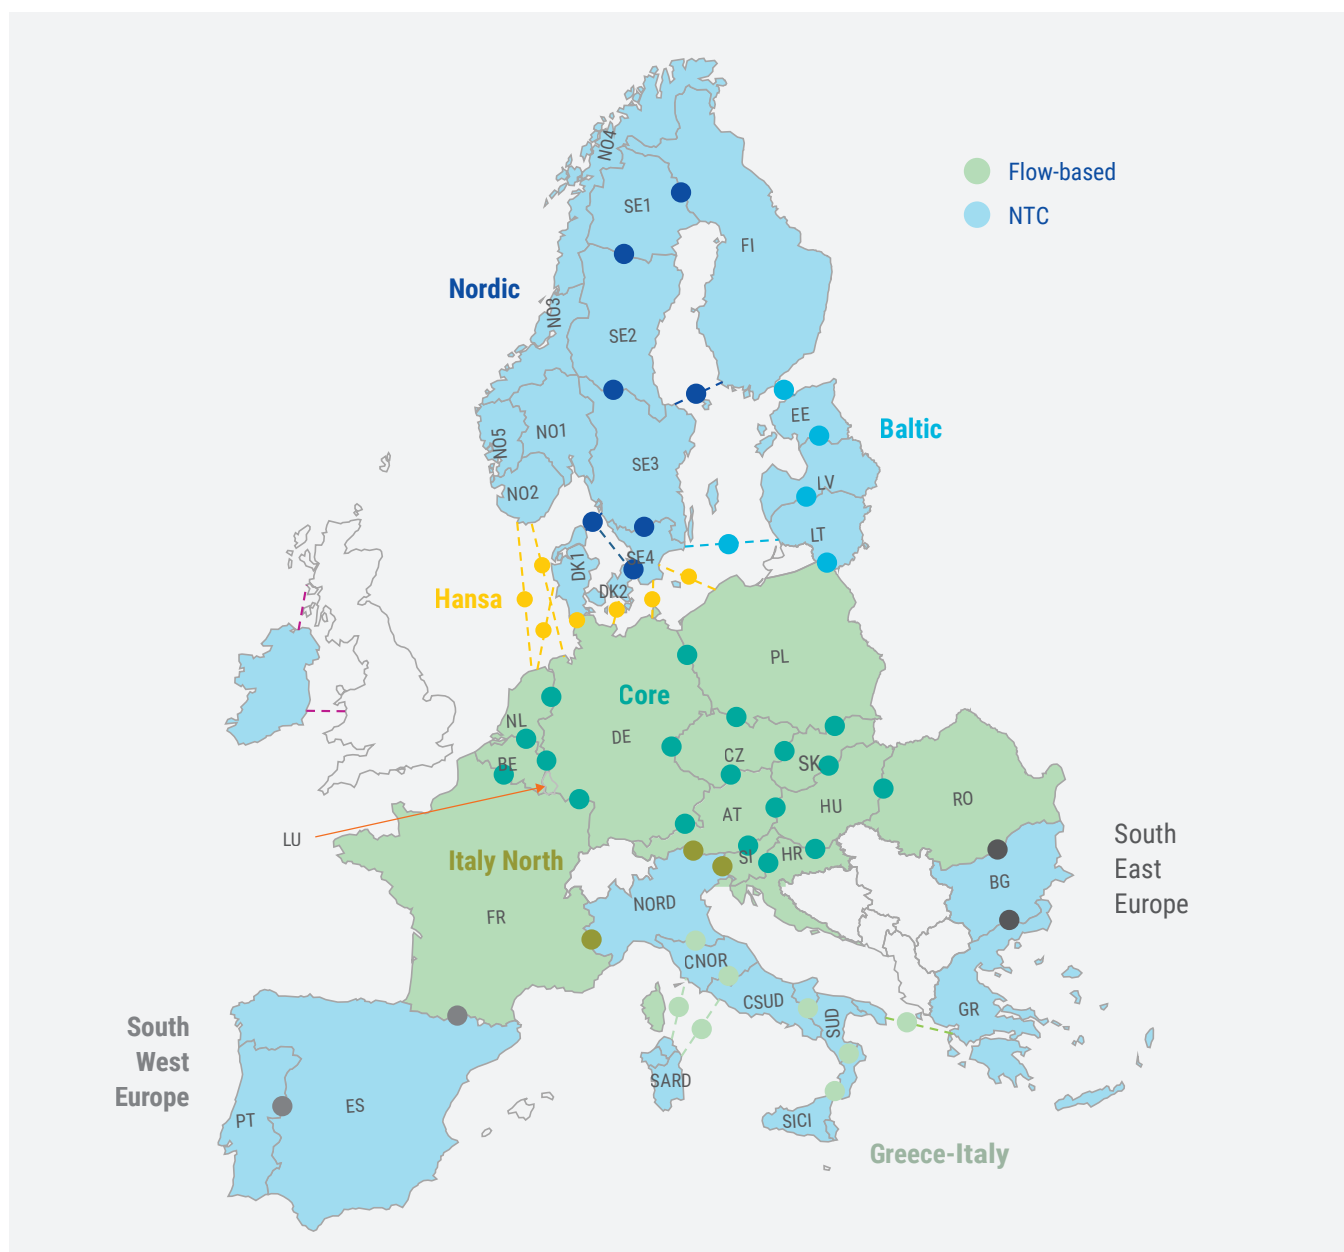 NO4
Flow-based
SE1
NTC
FI
Nordic
NO3
SE2
EE
Baltic
NO1
NO5
SE3
LV
NO2
LT
SE4
DK1
DK2
Hansa
PL
Core
NL
DE
CZ
BE
SK
RO
HU
AT
LU
HR
SI
Italy North
South
East
Europe
BG
NORD
FR
CNOR
CSUD
GR
SUD
South
West
Europe
SARD
ES
PT
SICI
Greece-Italy